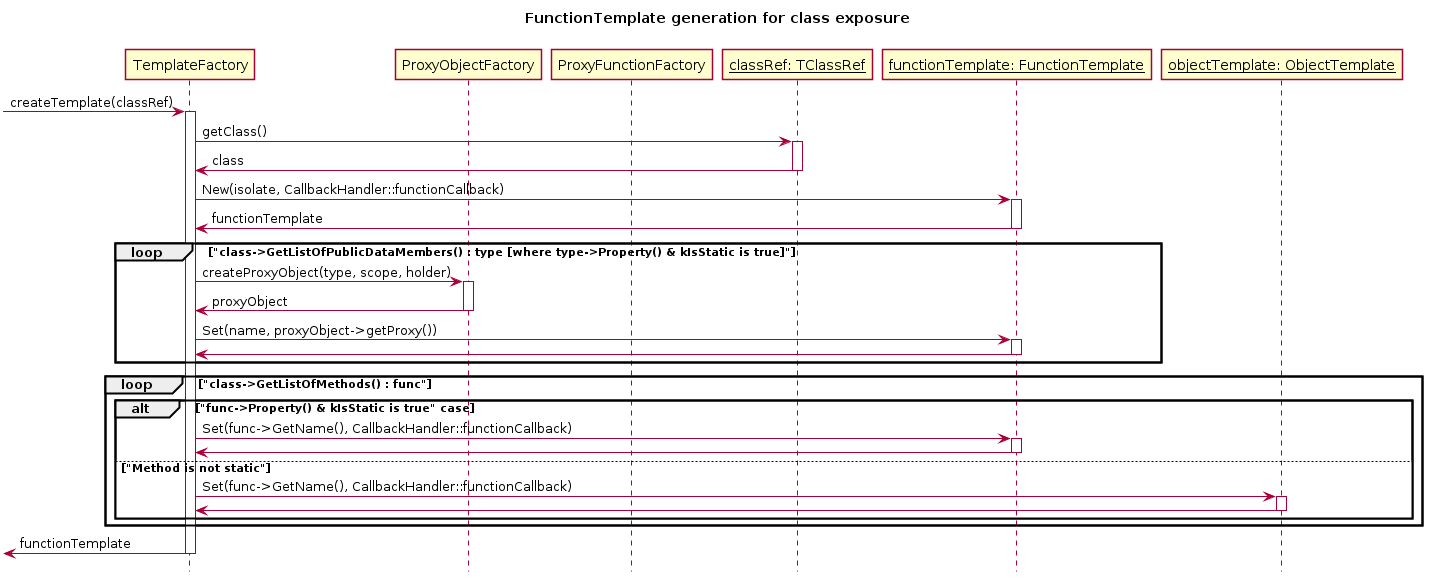 FunctionTemplate generation for class exposure
TemplateFactory
ProxyObjectFactory
ProxyFunctionFactory
classRef: TClassRef
functionTemplate: FunctionTemplate
objectTemplate: ObjectTemplate
createTemplate(classRef)
getClass()
class
New(isolate, CallbackHandler::functionCallback)
functionTemplate
loop ["class->GetListOfPublicDataMembers() : type [where type->Property() & kIsStatic is true]"]
createProxyObject(type, scope, holder)
proxyObject
Set(name, proxyObject->getProxy())
loop ["class->GetListOfMethods() : func"]
alt ["func->Property() & kIsStatic is true" case]
Set(func->GetName(), CallbackHandler::functionCallback)
["Method is not static"]
Set(func->GetName(), CallbackHandler::functionCallback)
functionTemplate